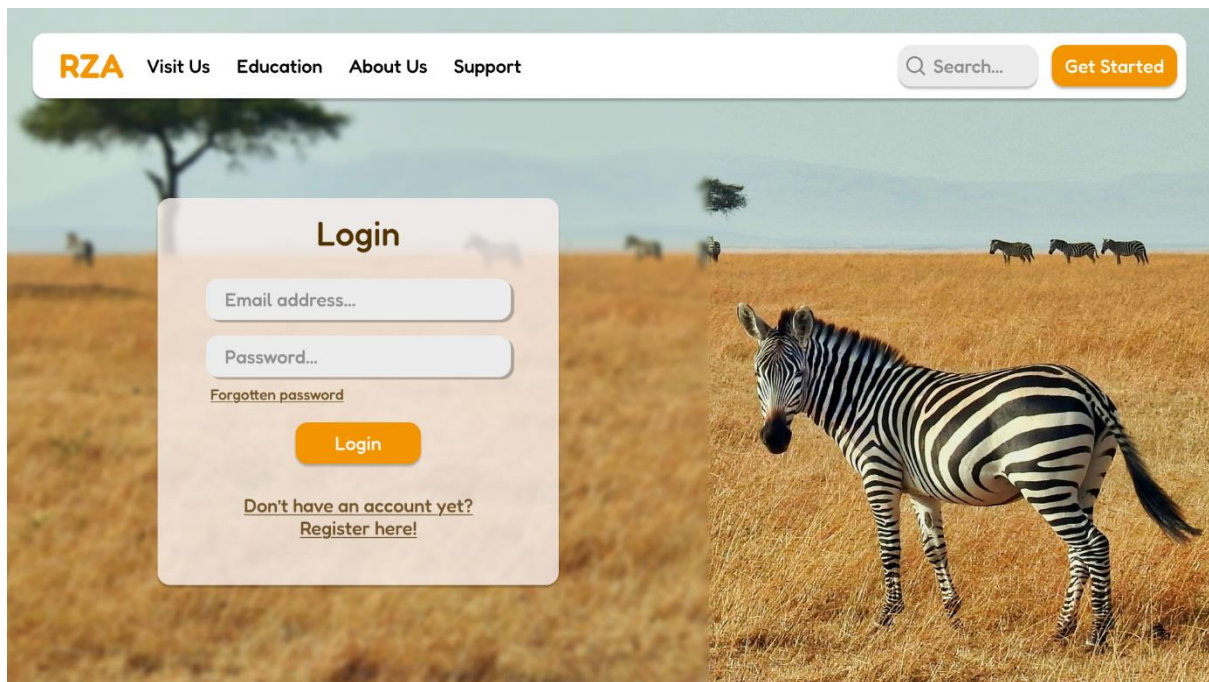 RZA Visit Us Education About Us Support Search... Get Started
Login
Email address...
Password...
Forgotten password
Login
Don't have an account yet?
Register here!